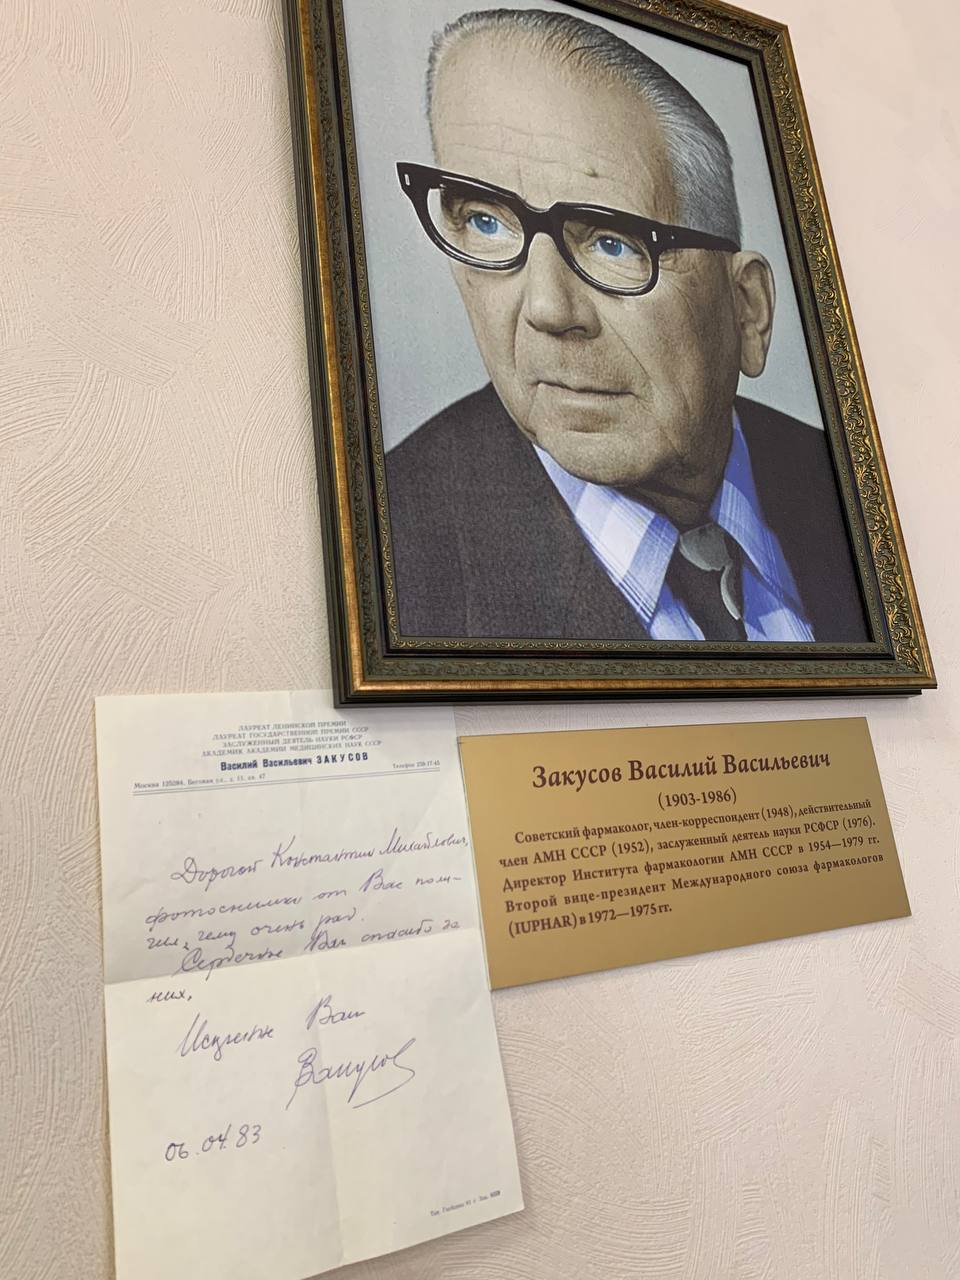 ЛАУРЕАТ ЛЕНИНСКОЙ ПРЕМИИ
ЛАУРЕАТ ГОСУДАРСТВЕННОЙ ПРЕМИИ СССР
ЗАСЛУЖЕННЫЙ ДЕЯТЕЛЬ НАУКИ РСФСР
АКАДЕМИК АКАДЕМИИ МЕДИЦИНСКИХ НАУК СССР
Василий Васильевич ЗАКУСОВ
Москва 125284, Беговая ул., д. 11, кв. 47
Телефон 259-17-45
Дорогой Константин Михайлович,
фотоснимки от Вас полу-
чил, чему очень рад.
Сердечное Вам спасибо за
них.
Искренне Ваш
Закусов
06.04.83
Закусов Василий Васильевич
(1903-1986)
Советский фармаколог, член-корреспондент (1948), действительный
член АМН СССР (1952), заслуженный деятель науки РСФСР (1976).
Директор Института фармакологии АМН СССР в 1954—1979 гг.
Второй вице-президент Международного союза фармакологов
(IUPHAR) в 1972—1975 гг.